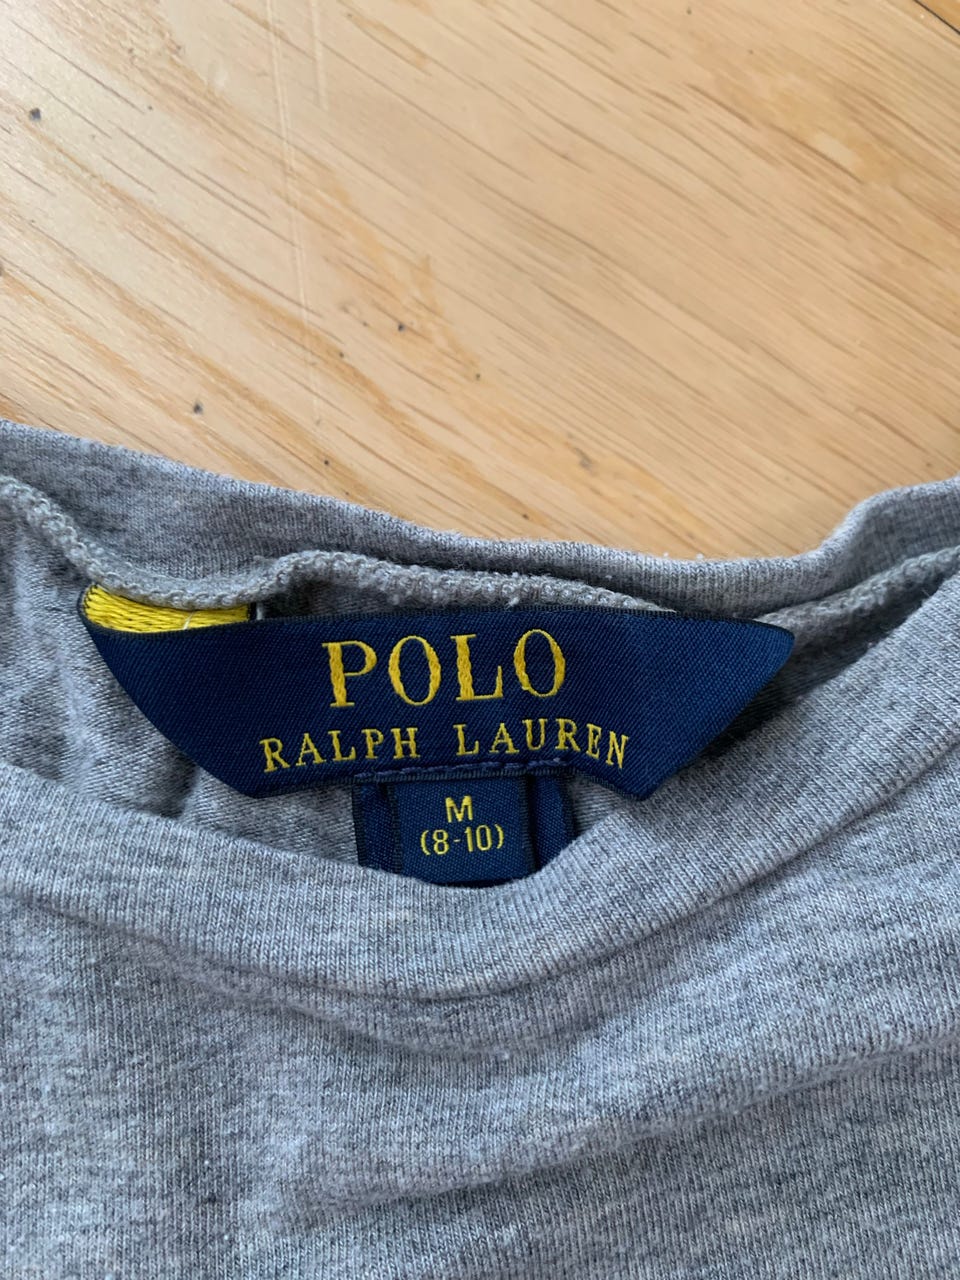 POLO
RALPH LAUREN
M
(8-10)